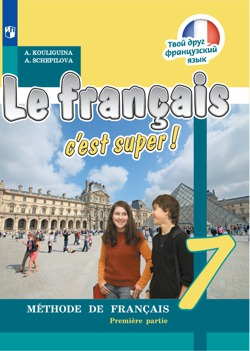 A. KOULIGUINA
A. SCHEPILOVA
Твой друг
французский
язык
Le français
c'est super!
7
MÉTHODE DE FRANÇAIS
Première partie